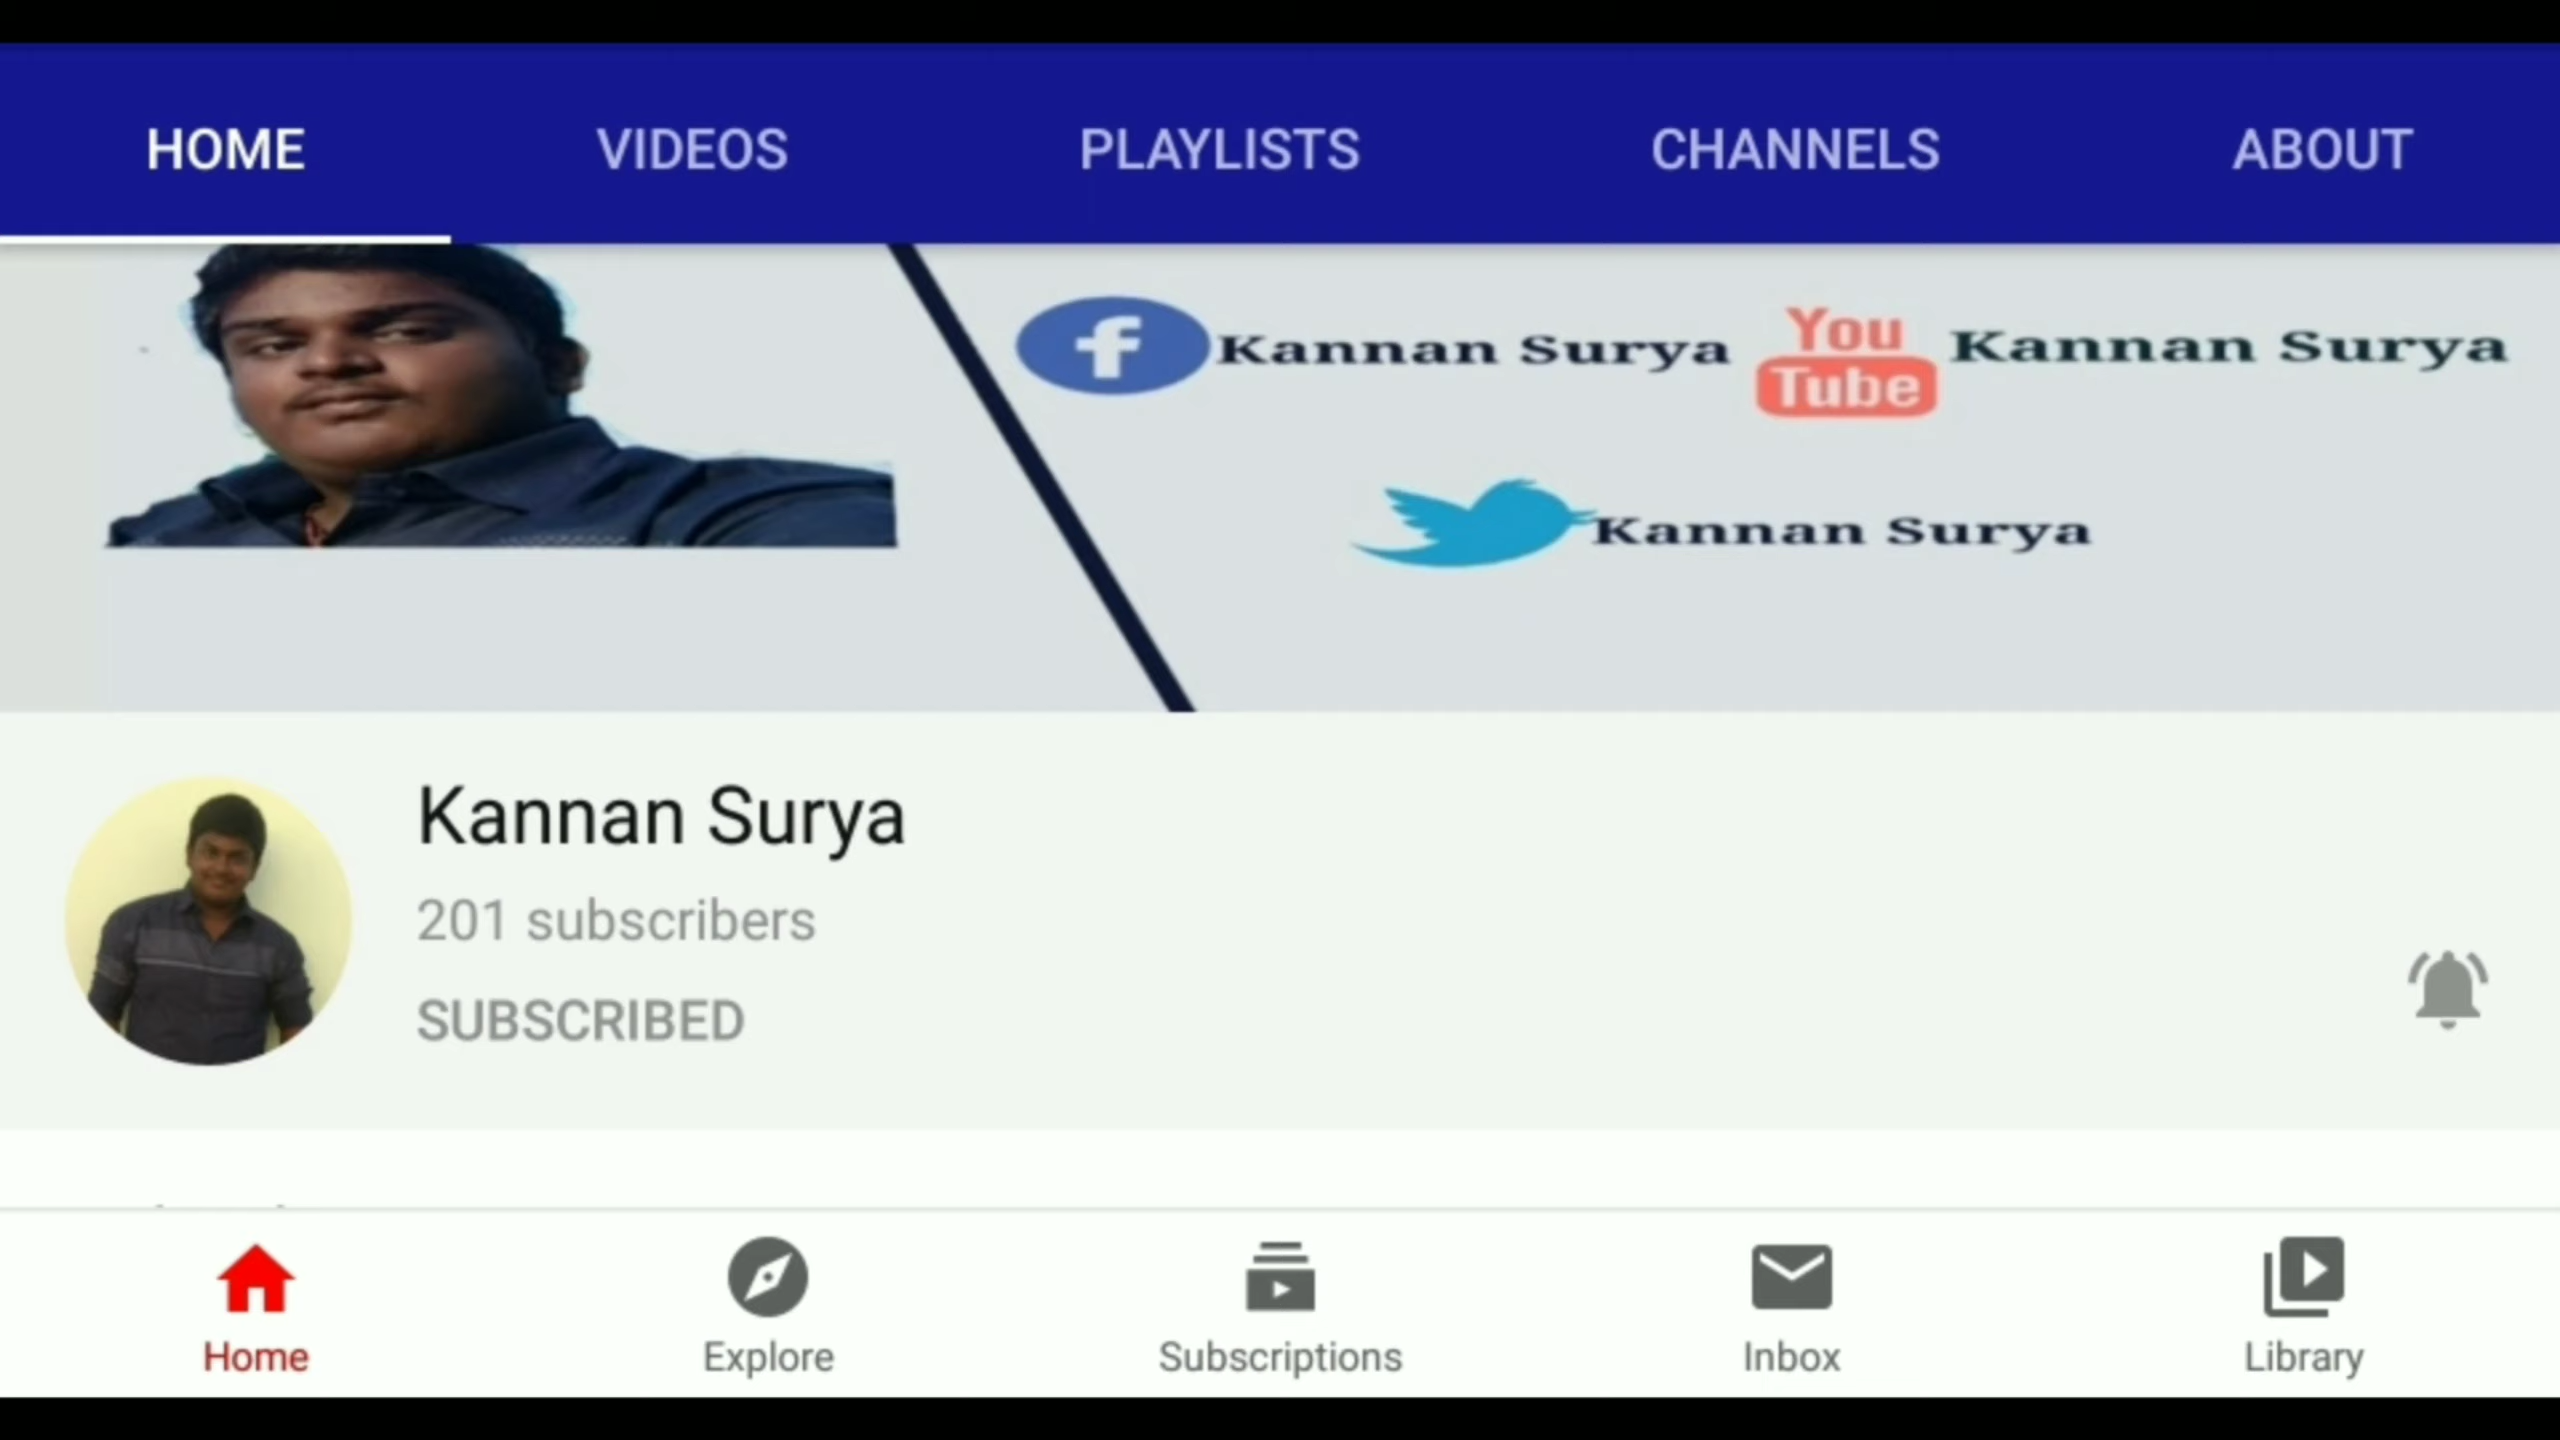 HOME VIDEOS PLAYLISTS CHANNELS ABOUT
f Kannan Surya You Tube Kannan Surya
Kannan Surya
Kannan Surya
201 subscribers
SUBSCRIBED
Home Explore Subscriptions Inbox Library